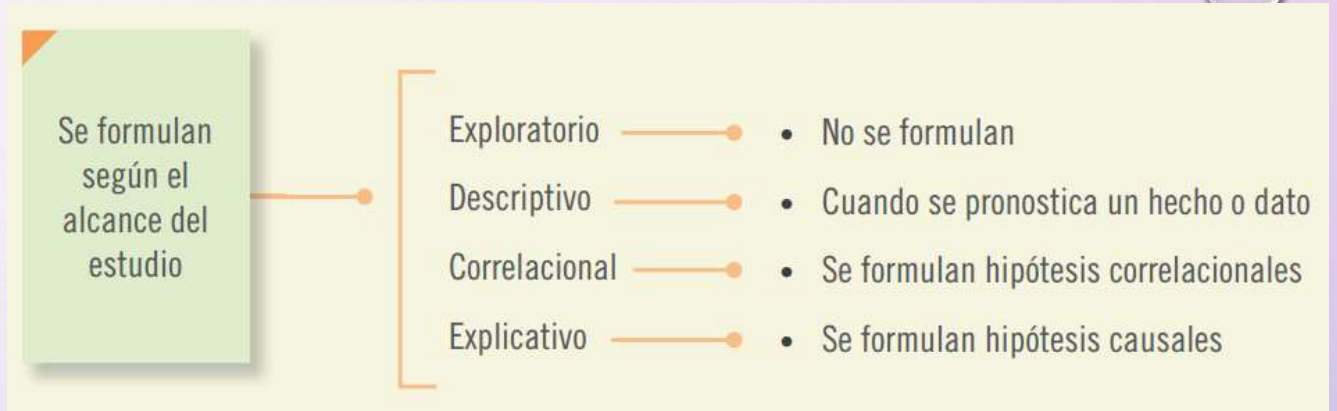 Se formulan
según el
alcance del
estudio
Exploratorio • No se formulan
Descriptivo • Cuando se pronostica un hecho o dato
Correlacional • Se formulan hipótesis correlacionales
Explicativo • Se formulan hipótesis causales